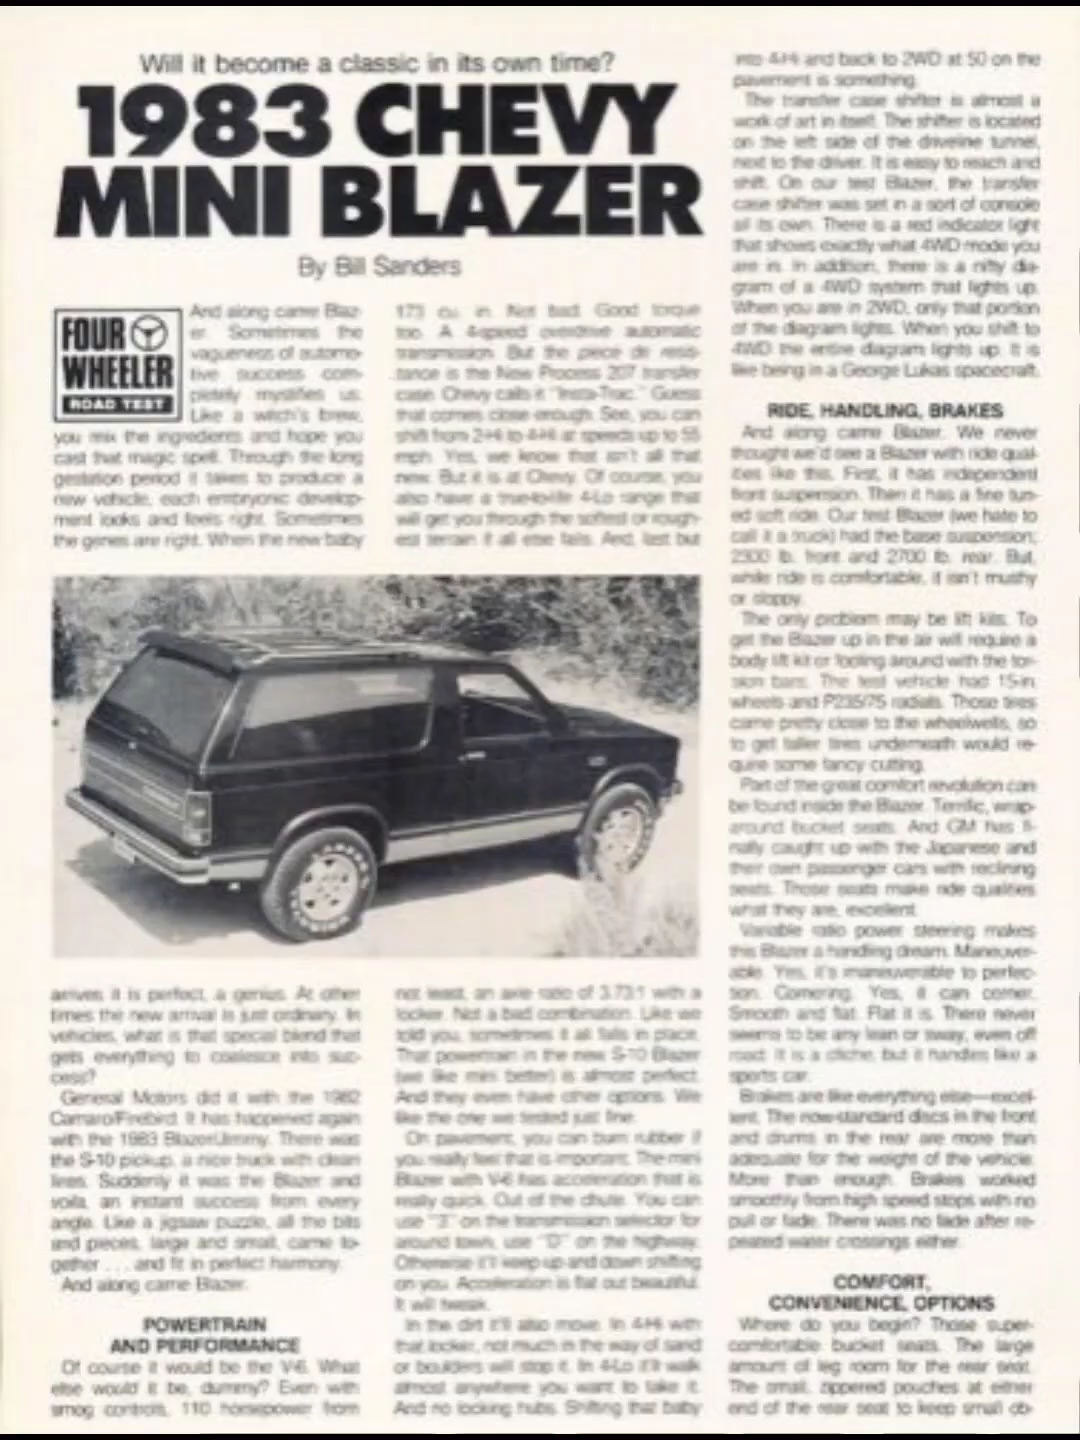 Will it become a classic in its own time?
1983 CHEVY
MINI BLAZER
By Bill Sanders
FOUR
WHEELER
ROAD TEST
And along came Blaz-
er. Sometimes the
vagueness of automo-
tive success com-
pletely mystifies us.
Like a witch's brew,
you mix the ingredients and hope you
cast that magic spell. Through the long
gestation period it takes to produce a
new vehicle, each embryonic develop-
ment looks and feels right. Sometimes
the genes are right. When the new baby
arrives it is perfect, a genius. At other
times the new arrival is just ordinary. In
vehicles, what is that special blend that
gets everything to coalesce into suc-
cess?
General Motors did it with the 1982
Camaro/Firebird. It has happened again
with the 1983 Blazer/Jimmy. There was
the S-10 pickup, a nice truck with clean
lines. Suddenly it was the Blazer and
voila, an instant success from every
angle. Like a jigsaw puzzle, all the bits
and pieces, large and small, came to-
gether . . . and fit in perfect harmony.
And along came Blazer.
POWERTRAIN
AND PERFORMANCE
Of course it would be the V-6. What
else would it be, dummy? Even with
smog controls, 110 horsepower from
173 cu. in. Not bad. Good torque
too. A 4-speed overdrive automatic
transmission. But the piece de resis-
tance is the New Process 207 transfer
case. Chevy calls it "Insta-Trac." Guess
that comes close enough. See, you can
shift from 2-Hi to 4-Hi at speeds up to 55
mph. Yes, we know that isn't all that
new. But it is at Chevy. Of course, you
also have a true-to-life 4-Lo range that
will get you through the softest or rough-
est terrain if all else fails. And, last but
not least, an axle ratio of 3.73:1 with a
locker. Not a bad combination. Like we
told you, sometimes it all falls in place.
That powertrain in the new S-10 Blazer
(we like mini better) is almost perfect.
And they even have other options. We
like the one we tested just fine.
On pavement, you can burn rubber if
you really feel that is important. The mini
Blazer with V-6 has acceleration that is
really quick. Out of the chute. You can
use "3" on the transmission selector for
around town, use "D" on the highway.
Otherwise it'll keep up and down shifting
on you. Acceleration is flat out beautiful.
It will tweak.
In the dirt it'll also move. In 4-Hi with
that locker, not much in the way of sand
or boulders will stop it. In 4-Lo it'll walk
almost anywhere you want to take it.
And no locking hubs. Shifting that baby
into 4-Hi and back to 2WD at 50 on the
pavement is something.
The transfer case shifter is almost a
work of art in itself. The shifter is located
on the left side of the driveline tunnel,
next to the driver. It is easy to reach and
shift. On our test Blazer, the transfer
case shifter was set in a sort of console
all its own. There is a red indicator light
that shows exactly what 4WD mode you
are in. In addition, there is a nifty dia-
gram of a 4WD system that lights up.
When you are in 2WD, only that portion
of the diagram lights. When you shift to
4WD the entire diagram lights up. It is
like being in a George Lukas spacecraft.
RIDE, HANDLING, BRAKES
And along came Blazer. We never
thought we'd see a Blazer with ride qual-
ities like this. First, it has independent
front suspension. Then it has a fine tun-
ed soft ride. Our test Blazer (we hate to
call it a truck) had the base suspension;
2300 lb. front and 2700 lb. rear. But,
while ride is comfortable, it isn't mushy
or sloppy.
The only problem may be lift kits. To
get the Blazer up in the air will require a
body lift kit or fooling around with the tor-
sion bars. The test vehicle had 15-in.
wheels and P235/75 radials. Those tires
came pretty close to the wheelwells, so
to get taller tires underneath would re-
quire some fancy cutting.
Part of the great comfort revolution can
be found inside the Blazer. Terrific, wrap-
around bucket seats. And GM has fi-
nally caught up with the Japanese and
their own passenger cars with reclining
seats. Those seats make ride qualities
what they are, excellent.
Variable ratio power steering makes
this Blazer a handling dream. Maneuver-
able. Yes, it's maneuverable to perfec-
tion. Cornering. Yes, it can corner.
Smooth and flat. Flat it is. There never
seems to be any lean or sway, even off
road. It is a cliche, but it handles like a
sports car.
Brakes are like everything else—excel-
lent. The now-standard discs in the front
and drums in the rear are more than
adequate for the weight of the vehicle.
More than enough. Brakes worked
smoothly from high speed stops with no
pull or fade. There was no fade after re-
peated water crossings either.
COMFORT,
CONVENIENCE, OPTIONS
Where do you begin? Those super-
comfortable bucket seats. The large
amount of leg room for the rear seat.
The small, zippered pouches at either
end of the rear seat to keep small ob-